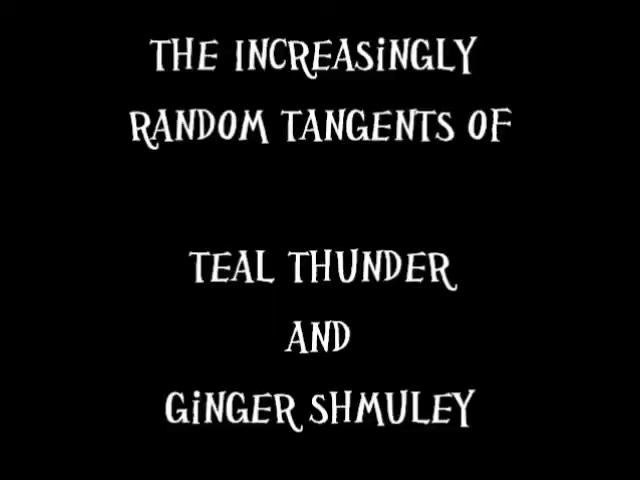 THE INCREASiNGLY
RANDOM TANGENTS OF
TEAL THUNDER
AND
GiNGER SHMULEY